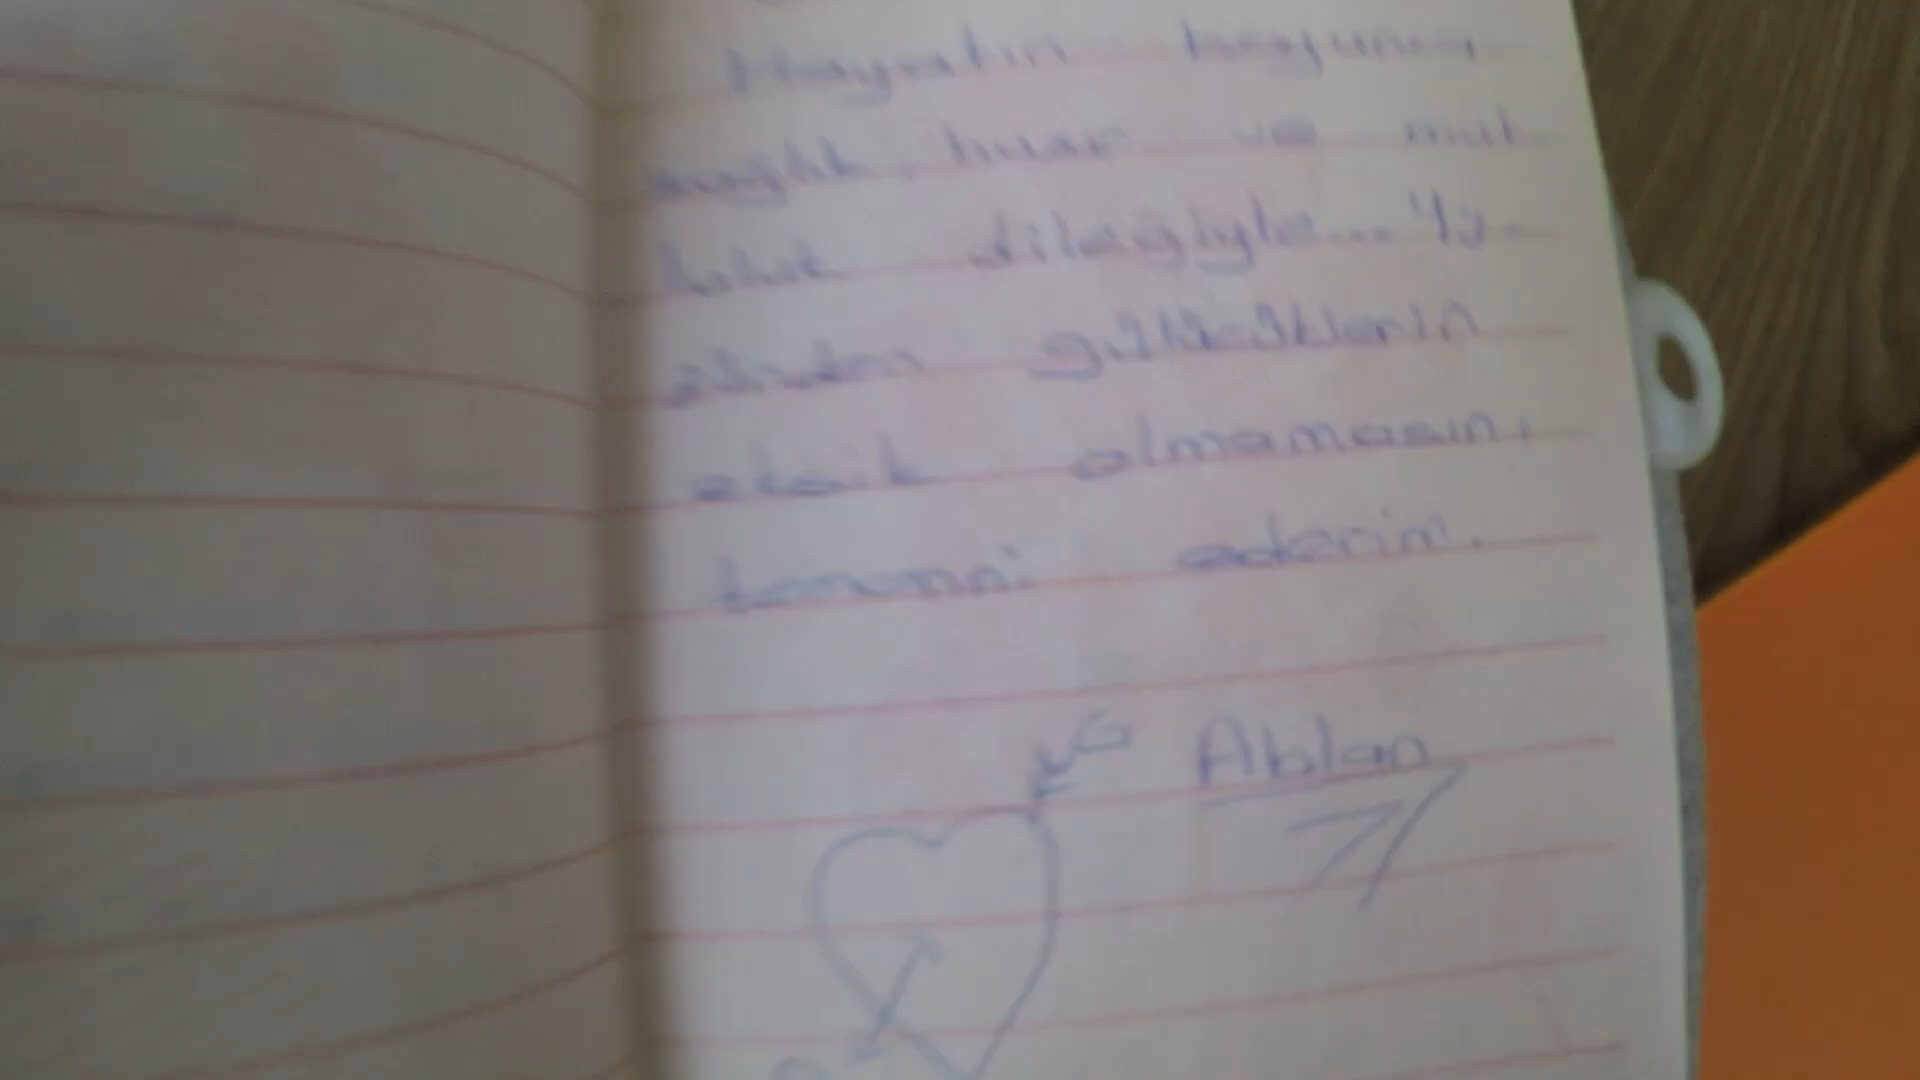 Hayatın boyunca
sağlık, huzur ve mut-
luluk dileğiyle... Yü-
zünden gülücüklerin
eksik olmamasını
temenni ederim.
Ablan